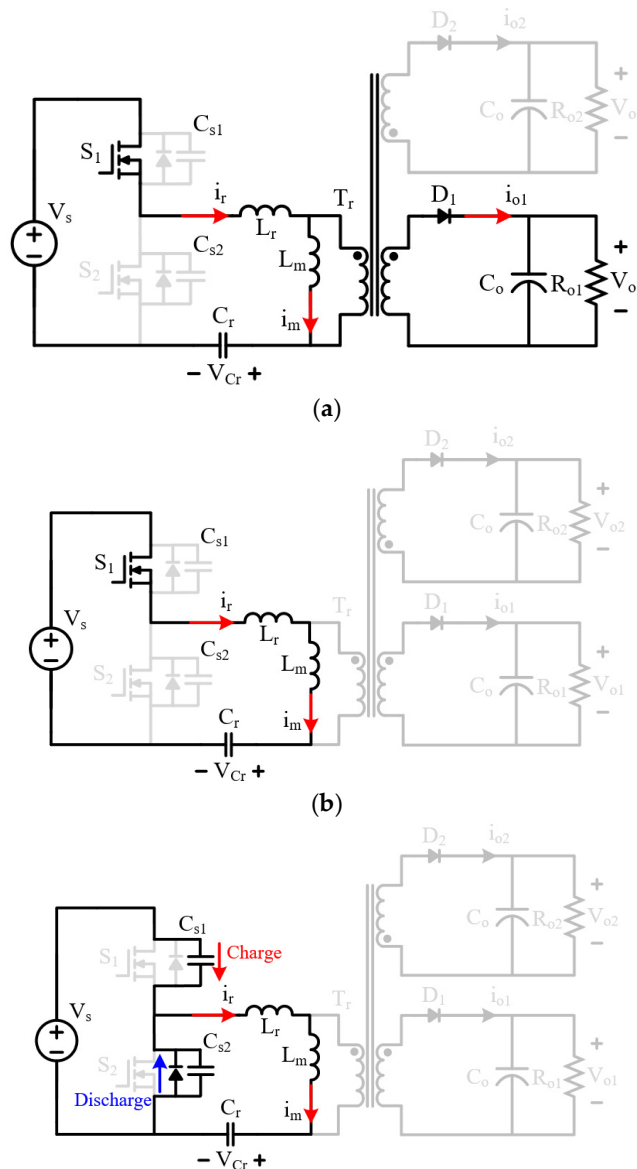 D2 io2
Co Ro2 Vo
+
−
S1 Cs1
Vs
+
−
ir
Lr
Tr
D1 io1
Cs2
S2
Lm
Co Ro1 Vo
+
−
Cr
im
− VCr +
(a)
D2 io2
Co Ro2 Vo2
+
−
S1 Cs1
Vs
+
−
ir
Lr
Tr
D1 io1
Cs2
S2
Lm
Co Ro1 Vo1
+
−
Cr
im
− VCr +
(b)
D2 io2
Co Ro2 Vo2
+
−
Cs1
S1
Charge
Vs
+
−
ir
Lr
Tr
D1 io1
Cs2
S2
Lm
Discharge
Co Ro1 Vo1
+
−
Cr
im
− VCr +